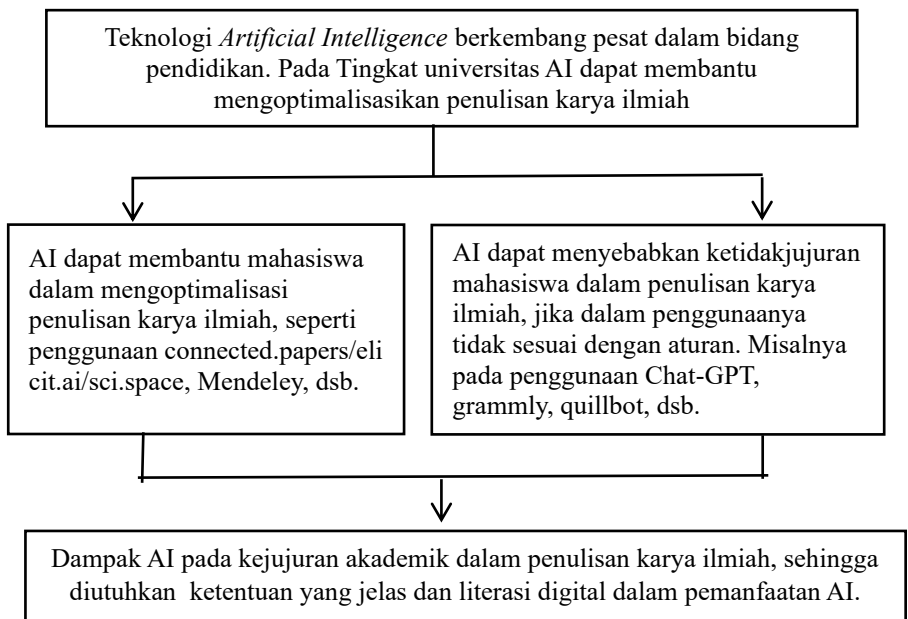 Teknologi Artificial Intelligence berkembang pesat dalam bidang
pendidikan. Pada Tingkat universitas AI dapat membantu
mengoptimalisasikan penulisan karya ilmiah
AI dapat membantu mahasiswa
dalam mengoptimalisasi
penulisan karya ilmiah, seperti
penggunaan connected.papers/eli
cit.ai/sci.space, Mendeley, dsb.
AI dapat menyebabkan ketidakjujuran
mahasiswa dalam penulisan karya
ilmiah, jika dalam penggunaanya
tidak sesuai dengan aturan. Misalnya
pada penggunaan Chat-GPT,
grammly, quillbot, dsb.
Dampak AI pada kejujuran akademik dalam penulisan karya ilmiah, sehingga
diutuhkan  ketentuan yang jelas dan literasi digital dalam pemanfaatan AI.